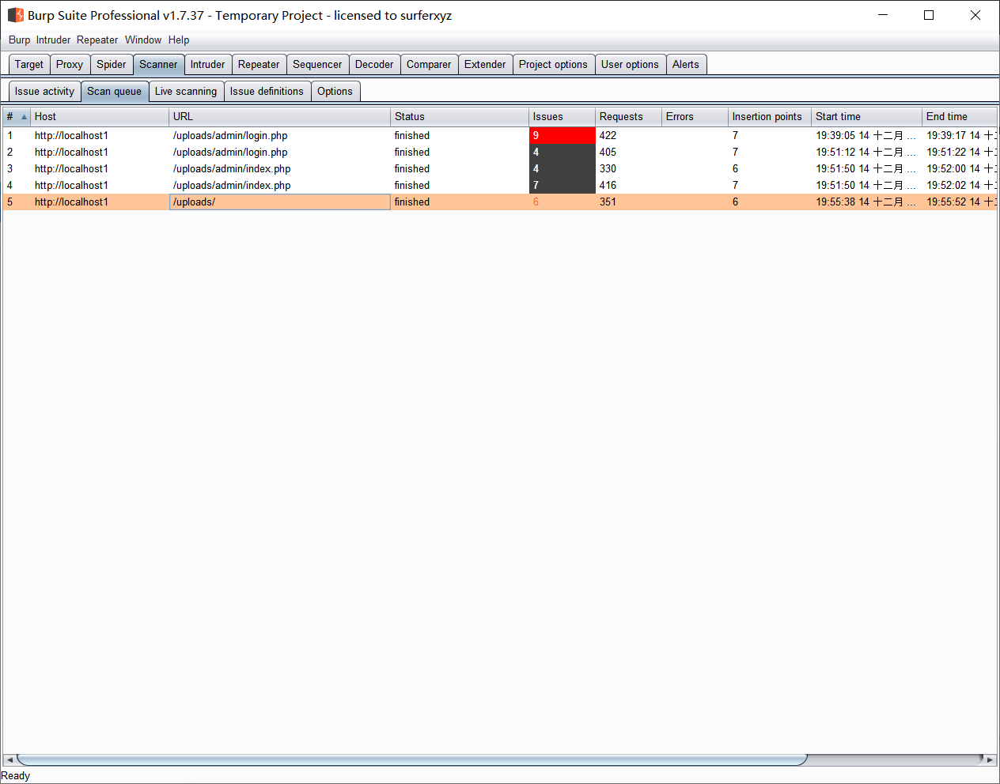 Burp Suite Professional v1.7.37 - Temporary Project - licensed to surferxyz
Burp Intruder Repeater Window Help
Target Proxy Spider Scanner Intruder Repeater Sequencer Decoder Comparer Extender Project options User options Alerts
Issue activity Scan queue Live scanning Issue definitions Options
# Host URL Status Issues Requests Errors Insertion points Start time End time
1 http://localhost1 /uploads/admin/login.php finished 9 422 7 19:39:05 14 十二月 ... 19:39:17 14 十二
2 http://localhost1 /uploads/admin/login.php finished 4 405 7 19:51:12 14 十二月 ... 19:51:22 14 十二
3 http://localhost1 /uploads/admin/index.php finished 4 330 6 19:51:50 14 十二月 ... 19:52:00 14 十二
4 http://localhost1 /uploads/admin/index.php finished 7 416 7 19:51:50 14 十二月 ... 19:52:02 14 十二
5 http://localhost1 /uploads/ finished 6 351 6 19:55:38 14 十二月 ... 19:55:52 14 十二
Ready